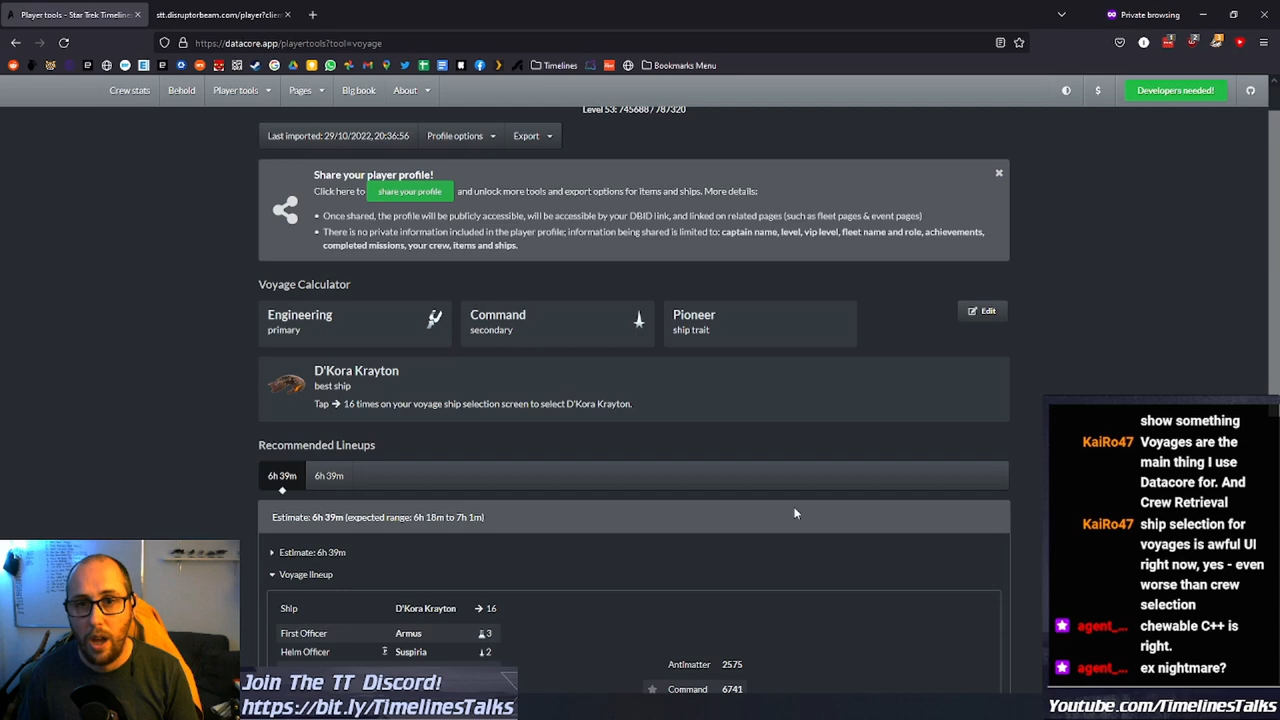 Player tools - Star Trek Timeline
stt.disruptorbeam.com/player?clien
Private browsing
https://datacore.app/playertools?tool=voyage
Timelines
Bookmarks Menu
Crew stats
Behold
Player tools
Pages
Big book
About
$
Developers needed!
Level 53: 745688 / 787320
Last imported: 29/10/2022, 20:36:56
Profile options
Export
Share your player profile!
Click here to share your profile and unlock more tools and export options for items and ships. More details:
• Once shared, the profile will be publicly accessible, will be accessible by your DBID link, and linked on related pages (such as fleet pages & event pages)
• There is no private information included in the player profile; information being shared is limited to: captain name, level, vip level, fleet name and role, achievements,
completed missions, your crew, items and ships.
Voyage Calculator
Engineering
primary
Command
secondary
Pioneer
ship trait
Edit
D'Kora Krayton
best ship
Tap → 16 times on your voyage ship selection screen to select D'Kora Krayton.
Recommended Lineups
6h 39m
6h 39m
Estimate: 6h 39m (expected range: 6h 18m to 7h 1m)
Estimate: 6h 39m
Voyage lineup
Ship D'Kora Krayton → 16
First Officer Armus 3
Helm Officer Suspiria 2
Antimatter 2575
Command 6741
show something
KaiRo47 Voyages are the
main thing I use
Datacore for. And
Crew Retrieval
KaiRo47 ship selection for
voyages is awful UI
right now, yes - even
worse than crew
selection
agent_... chewable C++ is
right.
agent_... ex nightmare?
Join The TT Discord!
https://bit.ly/TimelinesTalks
Youtube.com/TimelinesTalks